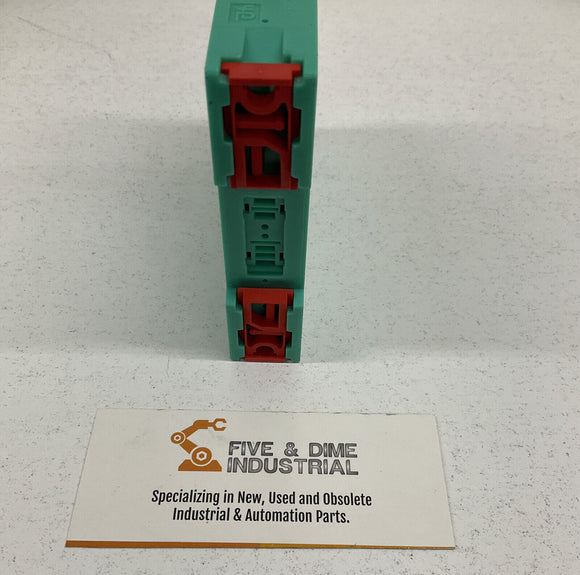 FIVE & DIME
INDUSTRIAL
Specializing in New, Used and Obsolete
Industrial & Automation Parts.